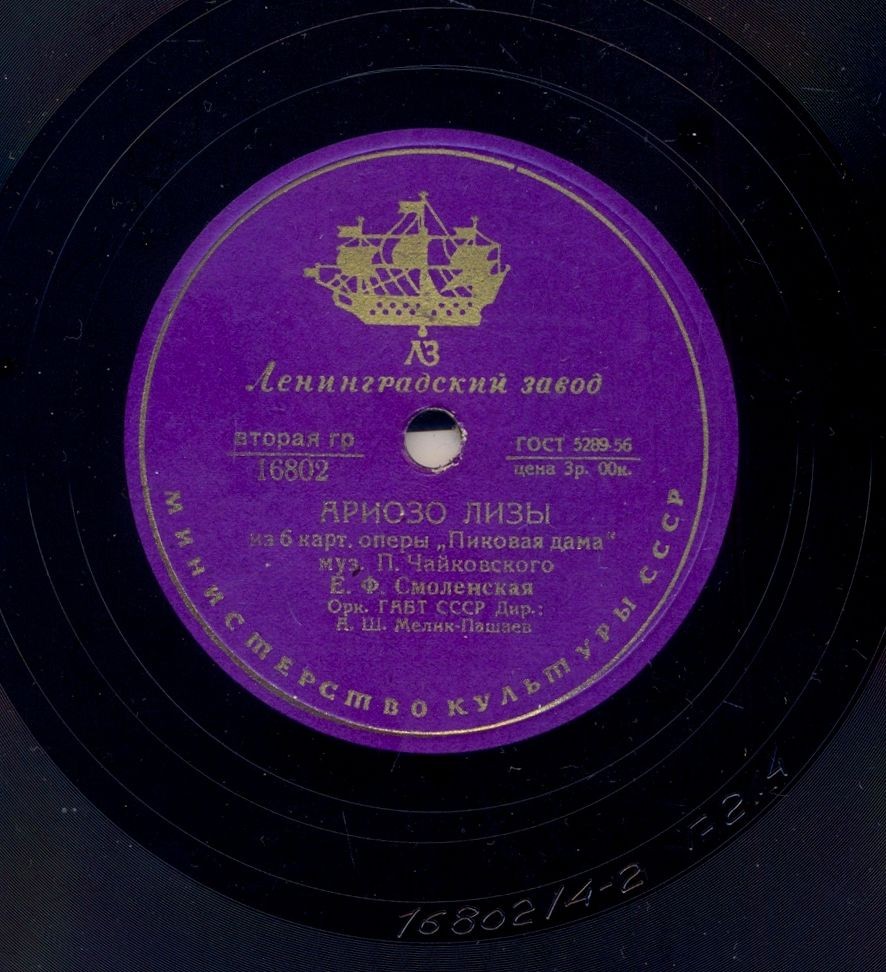 ЛЗ
Ленинградский завод
вторая гр
16802
ГОСТ 5289-56
цена 3р. 00к.
АРИОЗО ЛИЗЫ
из 6 карт. оперы „Пиковая дама"
муз. П. Чайковского
Е. Ф. Смоленская
Орк. ГАБТ СССР Дир.:
А. Ш. Мелик-Пашаев
МИНИСТЕРСТВО КУЛЬТУРЫ СССР
16802/4-2